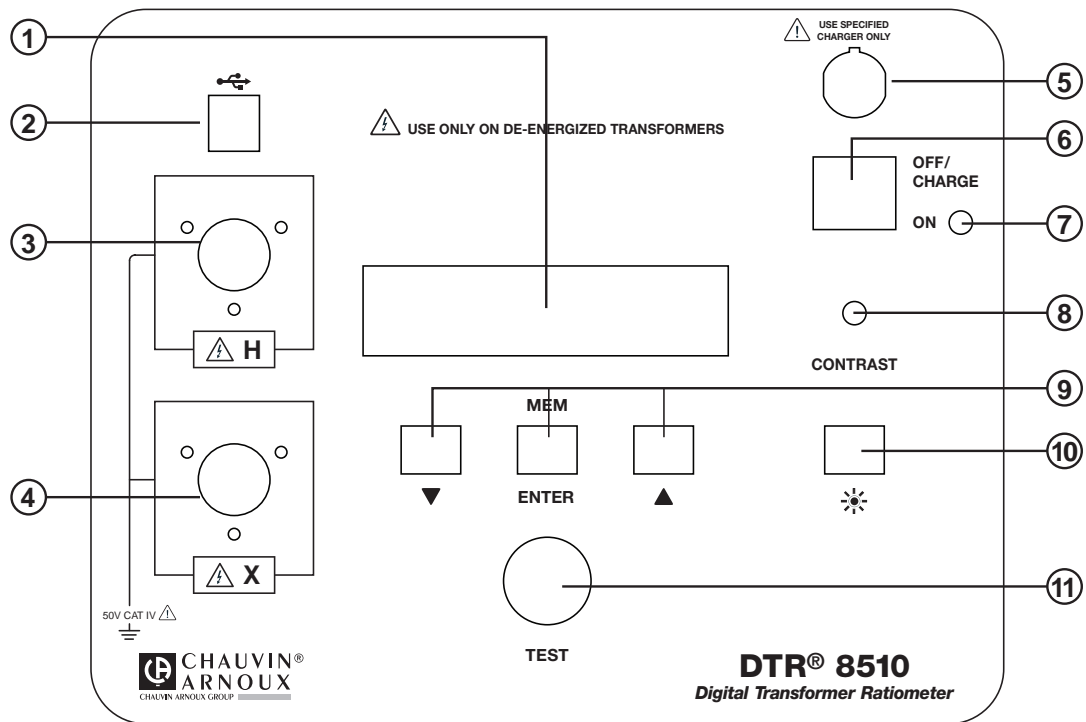 1
USE SPECIFIED
CHARGER ONLY
5
2
USE ONLY ON DE-ENERGIZED TRANSFORMERS
6
OFF/
CHARGE
ON
7
3
8
H
CONTRAST
9
MEM
10
4
ENTER
X
11
50V CAT IV
TEST
CHAUVIN®
ARNOUX
CHAUVIN ARNOUX GROUP
DTR® 8510
Digital Transformer Ratiometer